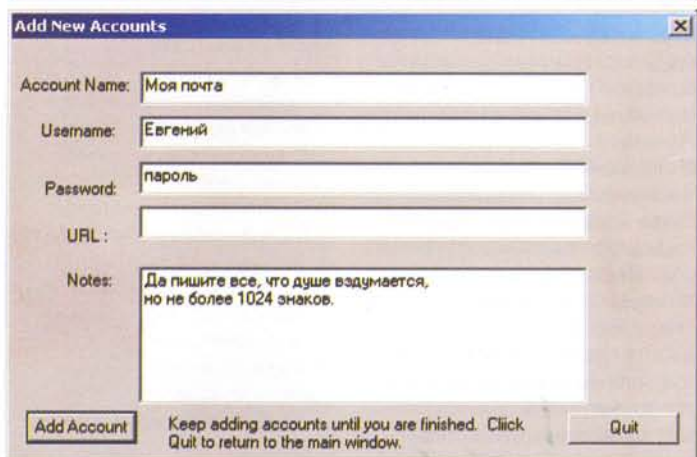 Add New Accounts
Account Name: Моя почта
Username: Евгений
Password: пароль
URL :
Notes: Да пишите все, что душе вздумается,
но не более 1024 знаков.
Add Account
Keep adding accounts until you are finished. Cliick
Quit to return to the main window.
Quit